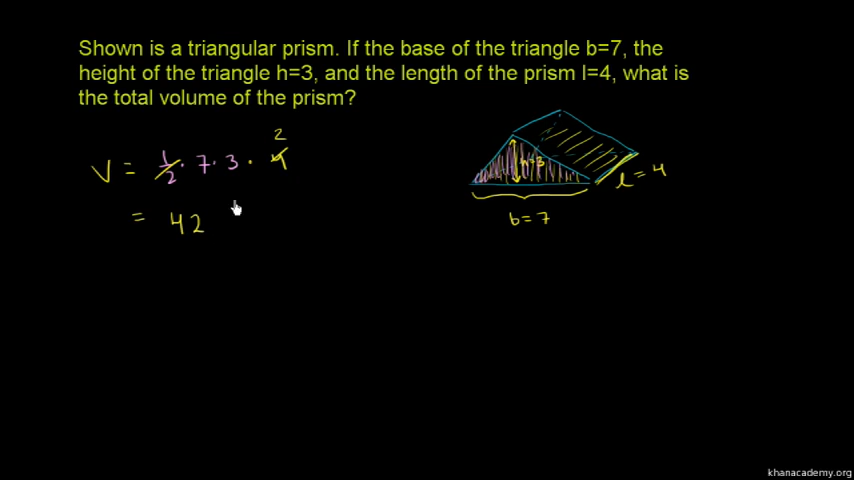 Shown is a triangular prism. If the base of the triangle b=7, the
height of the triangle h=3, and the length of the prism l=4, what is
the total volume of the prism?
2
V = 1/2 · 7 · 3 · 4
= 42
h=3
l = 4
b = 7
khanacademy.org